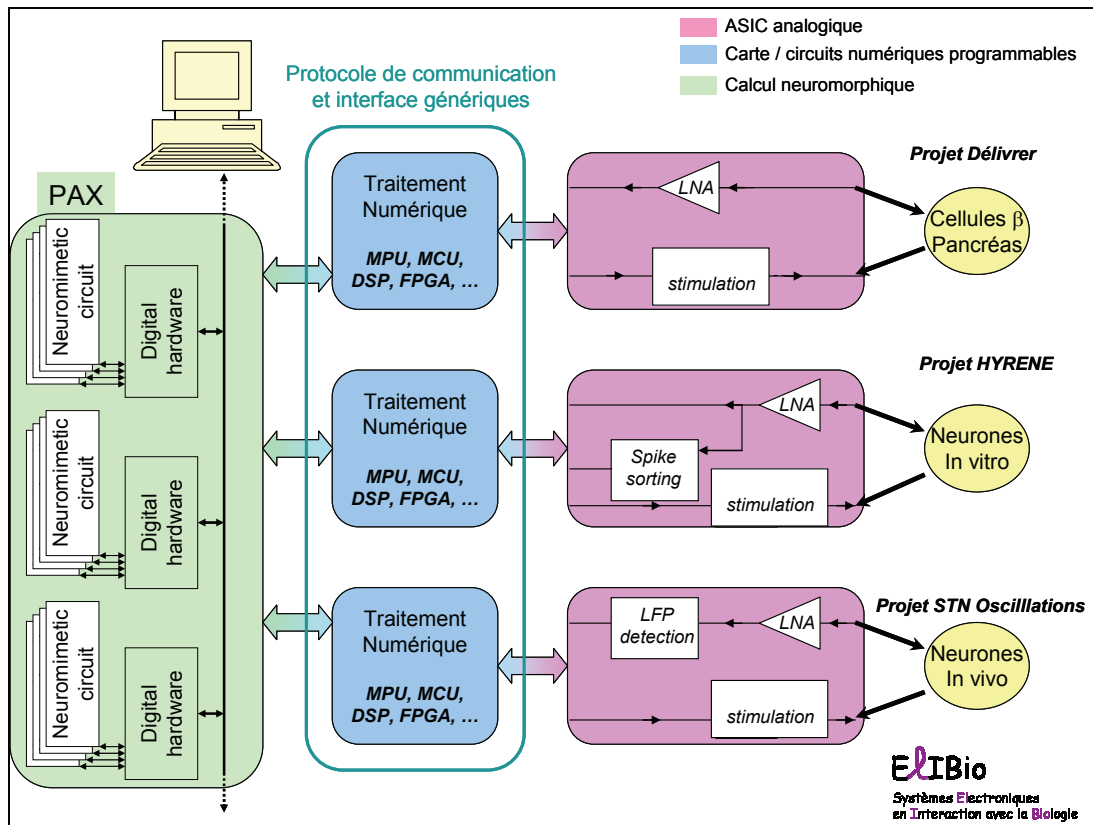 ASIC analogique
Carte / circuits numériques programmables
Calcul neuromorphique
Protocole de communication
et interface génériques
PAX
Neuromimetic
circuit
Digital
hardware
Neuromimetic
circuit
Digital
hardware
Neuromimetic
circuit
Digital
hardware
Traitement
Numérique
MPU, MCU,
DSP, FPGA, ...
Traitement
Numérique
MPU, MCU,
DSP, FPGA, ...
Traitement
Numérique
MPU, MCU,
DSP, FPGA, ...
LNA
stimulation
Projet Délivrer
Cellules β
Pancréas
LNA
Spike
sorting
stimulation
Projet HYRENE
Neurones
In vitro
LFP
detection
LNA
stimulation
Projet STN Oscilllations
Neurones
In vivo
ElIBio
Systèmes Electroniques
en Interaction avec la Biologie